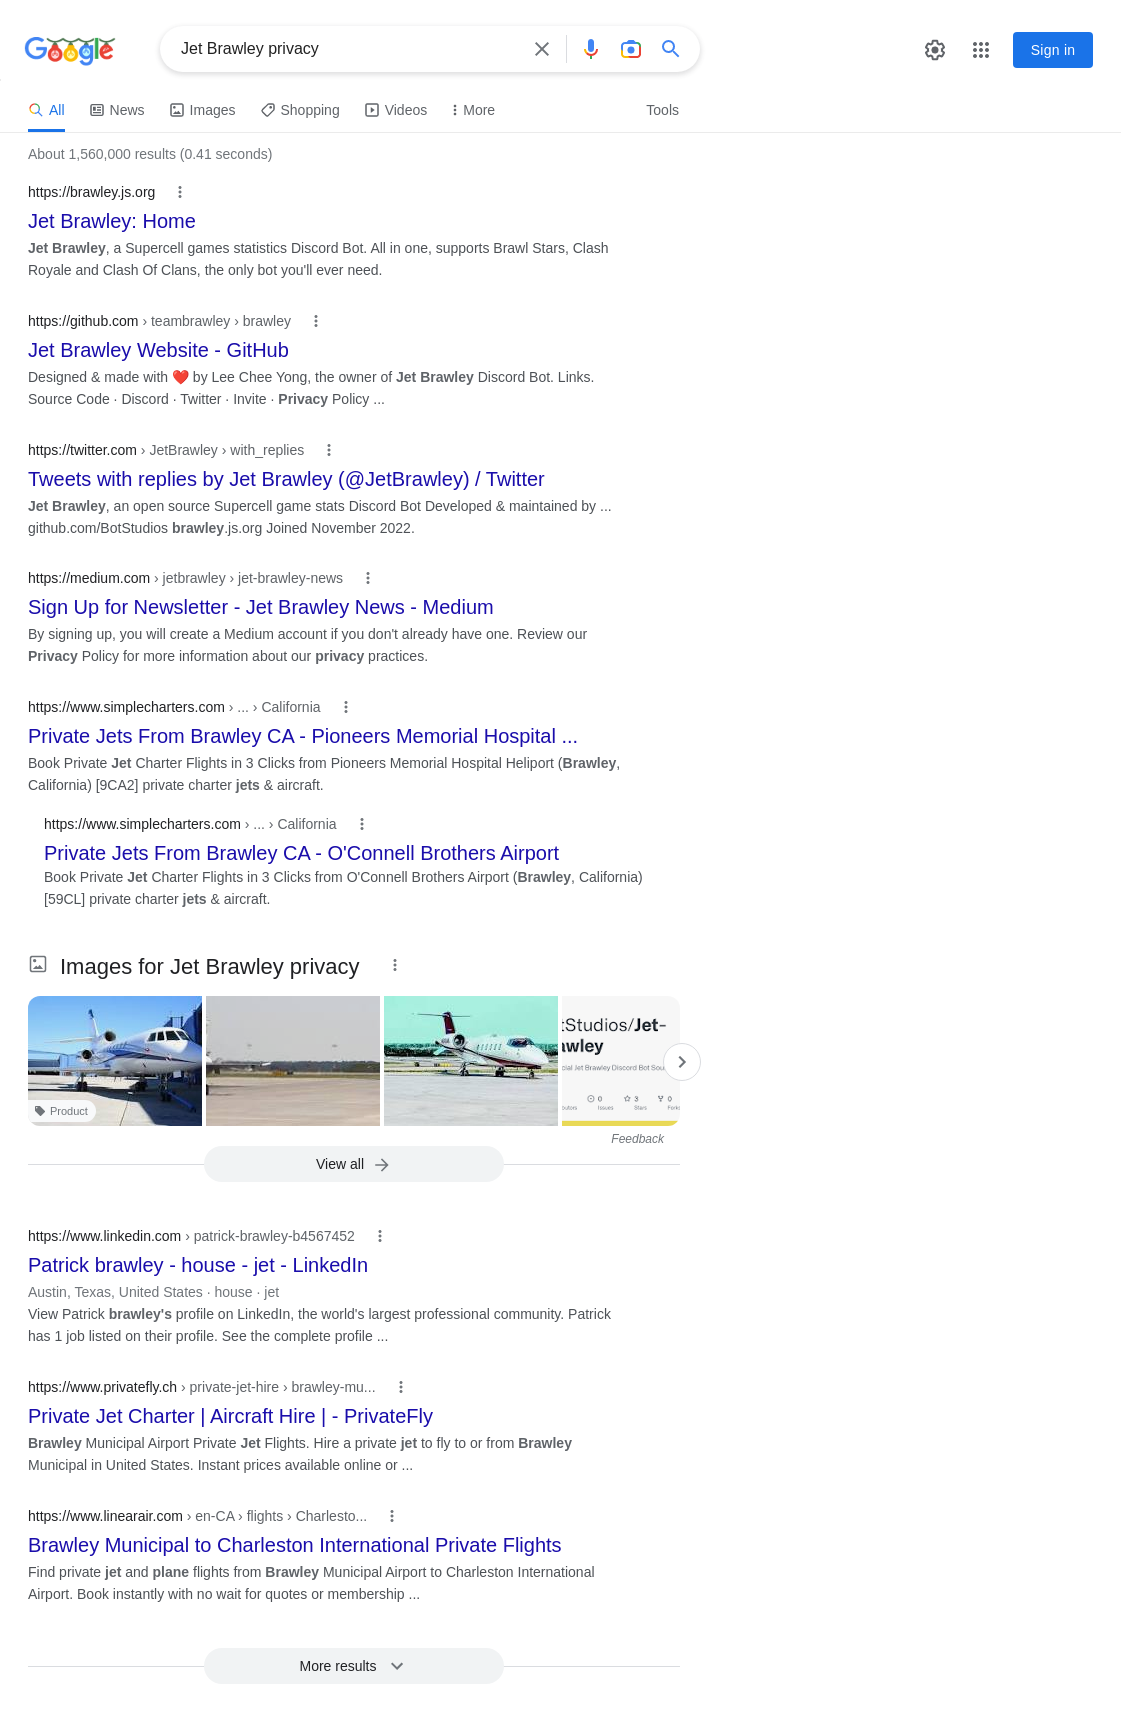 Google
Jet Brawley privacy
Sign in
All
News
Images
Shopping
Videos
More
Tools
About 1,560,000 results (0.41 seconds)
https://brawley.js.org
Jet Brawley: Home
Jet Brawley, a Supercell games statistics Discord Bot. All in one, supports Brawl Stars, Clash
Royale and Clash Of Clans, the only bot you'll ever need.
https://github.com › teambrawley › brawley
Jet Brawley Website - GitHub
Designed & made with ❤️ by Lee Chee Yong, the owner of Jet Brawley Discord Bot. Links.
Source Code · Discord · Twitter · Invite · Privacy Policy ...
https://twitter.com › JetBrawley › with_replies
Tweets with replies by Jet Brawley (@JetBrawley) / Twitter
Jet Brawley, an open source Supercell game stats Discord Bot Developed & maintained by ...
github.com/BotStudios brawley.js.org Joined November 2022.
https://medium.com › jetbrawley › jet-brawley-news
Sign Up for Newsletter - Jet Brawley News - Medium
By signing up, you will create a Medium account if you don't already have one. Review our
Privacy Policy for more information about our privacy practices.
https://www.simplecharters.com › ... › California
Private Jets From Brawley CA - Pioneers Memorial Hospital ...
Book Private Jet Charter Flights in 3 Clicks from Pioneers Memorial Hospital Heliport (Brawley,
California) [9CA2] private charter jets & aircraft.
https://www.simplecharters.com › ... › California
Private Jets From Brawley CA - O'Connell Brothers Airport
Book Private Jet Charter Flights in 3 Clicks from O'Connell Brothers Airport (Brawley, California)
[59CL] private charter jets & aircraft.
Images for Jet Brawley privacy
tStudios/Jet-
awley
cial Jet Brawley Discord Bot Sou
0
3
0
Issues
Stars
Forks
Product
Feedback
View all
https://www.linkedin.com › patrick-brawley-b4567452
Patrick brawley - house - jet - LinkedIn
Austin, Texas, United States · house · jet
View Patrick brawley's profile on LinkedIn, the world's largest professional community. Patrick
has 1 job listed on their profile. See the complete profile ...
https://www.privatefly.ch › private-jet-hire › brawley-mu...
Private Jet Charter | Aircraft Hire | - PrivateFly
Brawley Municipal Airport Private Jet Flights. Hire a private jet to fly to or from Brawley
Municipal in United States. Instant prices available online or ...
https://www.linearair.com › en-CA › flights › Charlesto...
Brawley Municipal to Charleston International Private Flights
Find private jet and plane flights from Brawley Municipal Airport to Charleston International
Airport. Book instantly with no wait for quotes or membership ...
More results